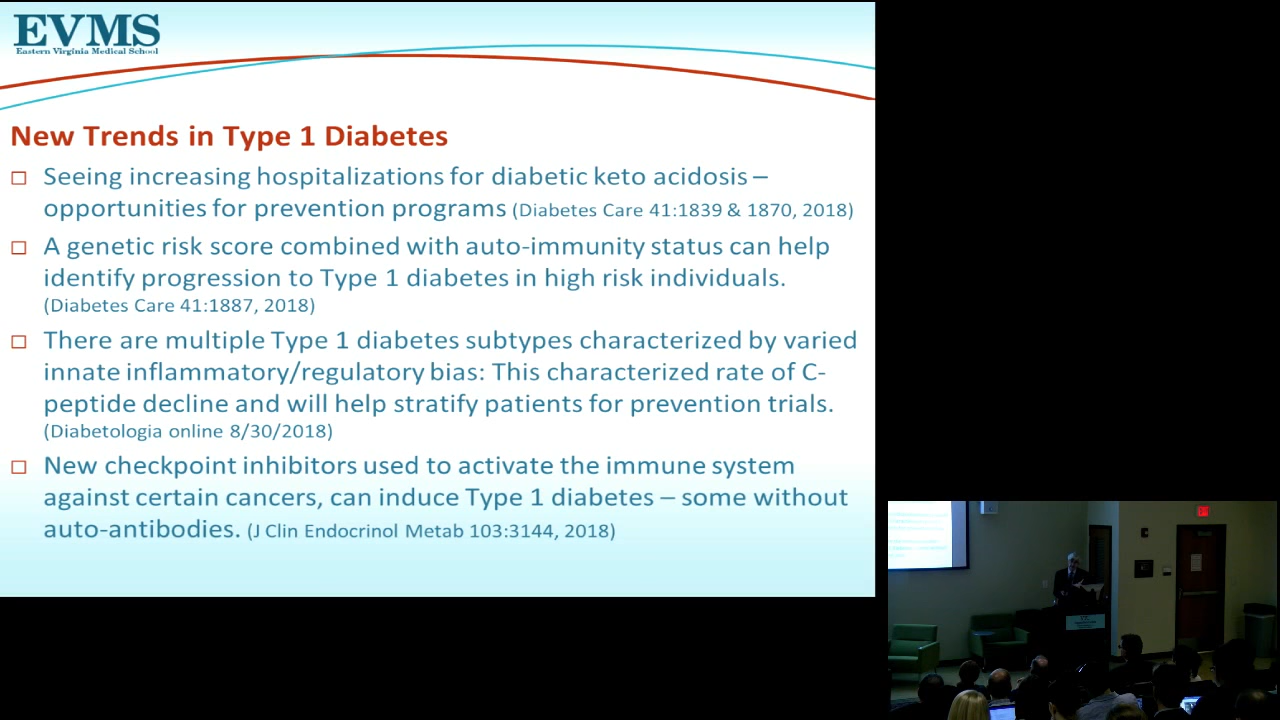 EVMS
Eastern Virginia Medical School
New Trends in Type 1 Diabetes
Seeing increasing hospitalizations for diabetic keto acidosis –
opportunities for prevention programs (Diabetes Care 41:1839 & 1870, 2018)
A genetic risk score combined with auto-immunity status can help
identify progression to Type 1 diabetes in high risk individuals.
(Diabetes Care 41:1887, 2018)
There are multiple Type 1 diabetes subtypes characterized by varied
innate inflammatory/regulatory bias: This characterized rate of C-
peptide decline and will help stratify patients for prevention trials.
(Diabetologia online 8/30/2018)
New checkpoint inhibitors used to activate the immune system
against certain cancers, can induce Type 1 diabetes – some without
auto-antibodies. (J Clin Endocrinol Metab 103:3144, 2018)